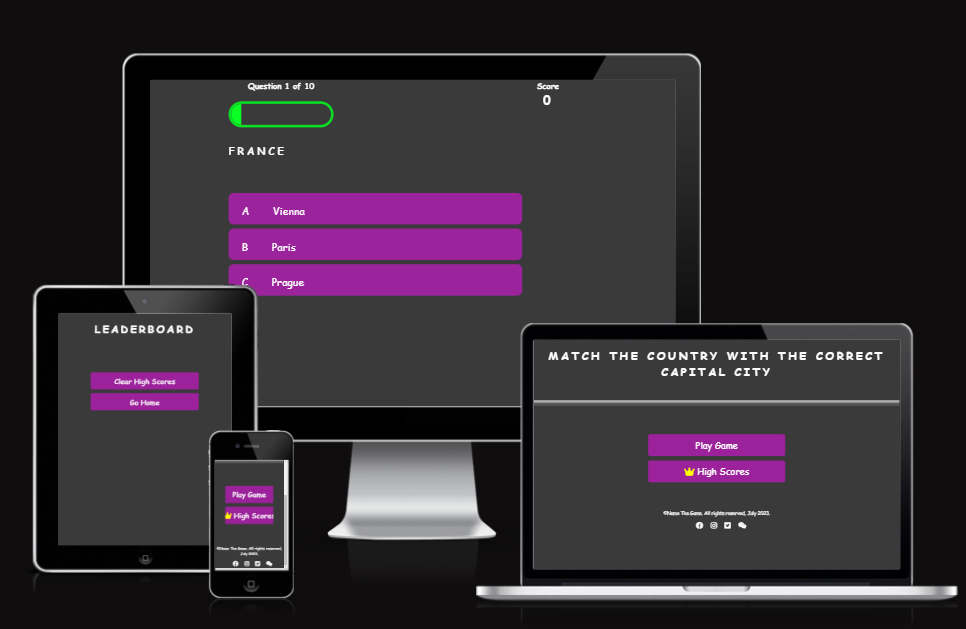 Question 1 of 10
Score
0
FRANCE
A Vienna
B Paris
C Prague
LEADERBOARD
Clear High Scores
Go Home
Play Game
High Scores
©Name The Game. All rights reserved,
July 2023.
MATCH THE COUNTRY WITH THE CORRECT
CAPITAL CITY
Play Game
High Scores
©Name The Game. All rights reserved, July 2023.